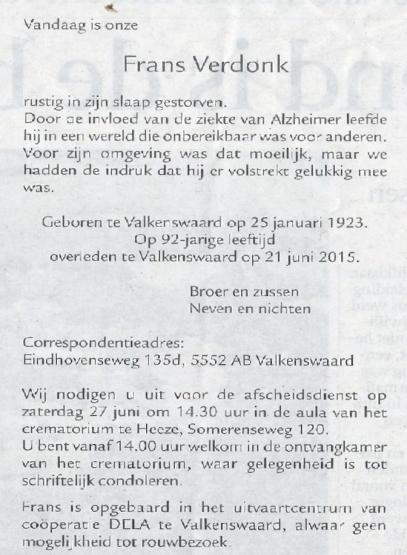 Vandaag is onze
Frans Verdonk
rustig in zijn slaap gestorven.
Door de invloed van de ziekte van Alzheimer leefde
hij in een wereld die onbereikbaar was voor anderen.
Voor zijn omgeving was dat moeilijk, maar we
hadden de indruk dat hij er volstrekt gelukkig mee
was.
Geboren te Valkenswaard op 25 januari 1923.
Op 92-jarige leeftijd
overleden te Valkenswaard op 21 juni 2015.
Broer en zussen
Neven en nichten
Correspondentieadres:
Eindhovenseweg 135d, 5552 AB Valkenswaard
Wij nodigen u uit voor de afscheidsdienst op
zaterdag 27 juni om 14.30 uur in de aula van het
crematorium te Heeze, Somerenseweg 120.
U bent vanaf 14.00 uur welkom in de ontvangkamer
van het crematorium, waar gelegenheid is tot
schriftelijk condoleren.
Frans is opgebaard in het uitvaartcentrum van
coöperatie DELA te Valkenswaard, alwaar geen
mogelijkheid tot rouwbezoek.